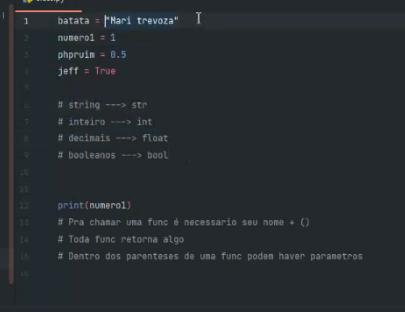 batata = "Mari trevoza"
numero1 = 1
phpruim = 0.5
jeff = True
# string ---> str
# inteiro ---> int
# decimais ---> float
# booleanos ---> bool
print(numero1)
# Pra chamar uma func é necessario seu nome + ()
# Toda func retorna algo
# Dentro dos parenteses de uma func podem haver parametros